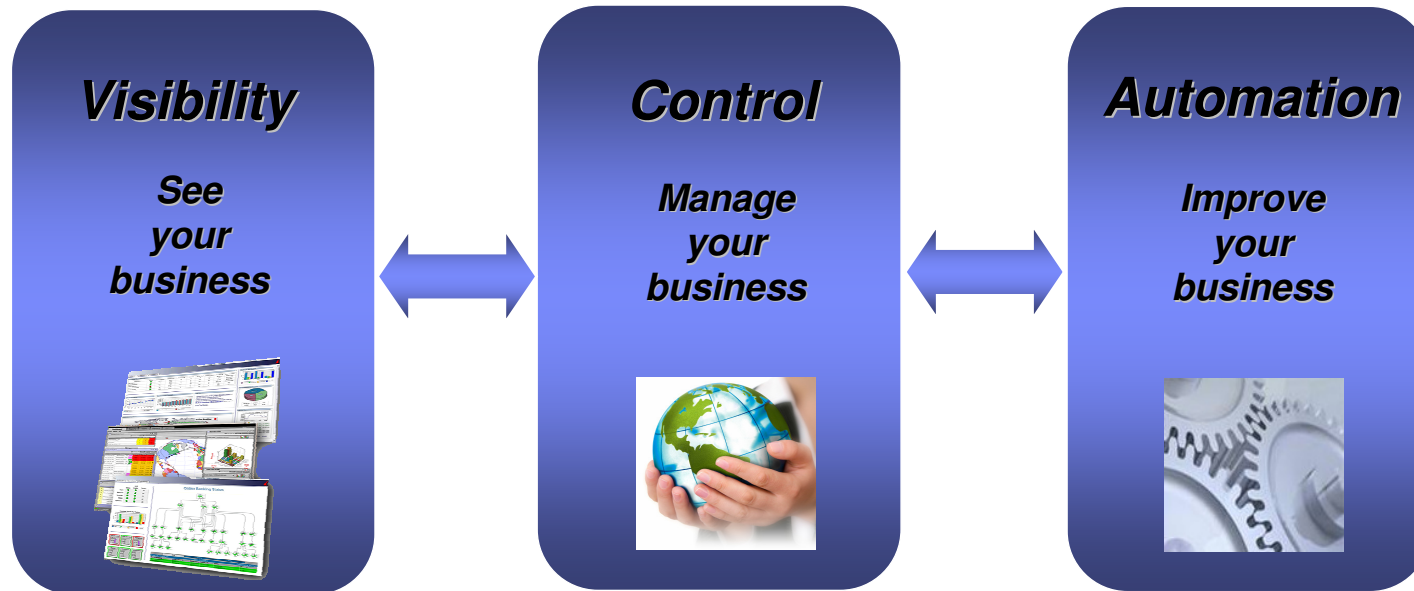 Visibility
See
your
business
Control
Manage
your
business
Automation
Improve
your
business